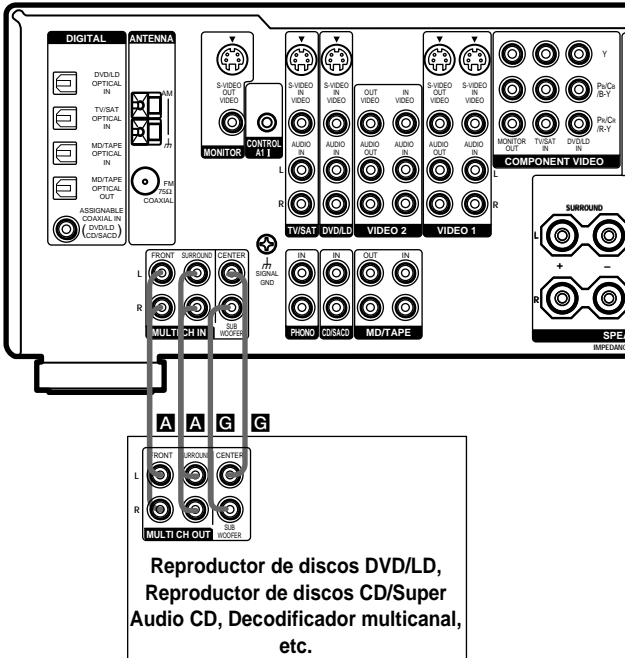 DIGITAL
DVD/LD
OPTICAL
IN
TV/SAT
OPTICAL
IN
MD/TAPE
OPTICAL
IN
MD/TAPE
OPTICAL
OUT
ASSIGNABLE
COAXIAL IN
( DVD/LD
CD/SACD )
ANTENNA
AM
FM
75Ω
COAXIAL
S-VIDEO
OUT
VIDEO
MONITOR
CONTROL
A1 II
S-VIDEO
IN
VIDEO
AUDIO
IN
L
R
TV/SAT
S-VIDEO
IN
VIDEO
AUDIO
IN
DVD/LD
OUT
VIDEO
IN
VIDEO
AUDIO
OUT
AUDIO
IN
VIDEO 2
S-VIDEO
OUT
VIDEO
S-VIDEO
IN
VIDEO
AUDIO
OUT
AUDIO
IN
L
R
VIDEO 1
Y
PB/CB
/B-Y
PR/CR
/R-Y
MONITOR
OUT
TV/SAT
IN
DVD/LD
IN
COMPONENT VIDEO
SURROUND
L
+ –
R
SPEA
IMPEDANC
FRONT SURROUND CENTER
L
R
MULTI CH IN
SUB
WOOFER
SIGNAL
GND
IN
PHONO
IN
CD/SACD
OUT IN
MD/TAPE
A A G G
FRONT SURROUND CENTER
L
R
MULTI CH OUT
SUB
WOOFER
Reproductor de discos DVD/LD,
Reproductor de discos CD/Super
Audio CD, Decodificador multicanal,
etc.